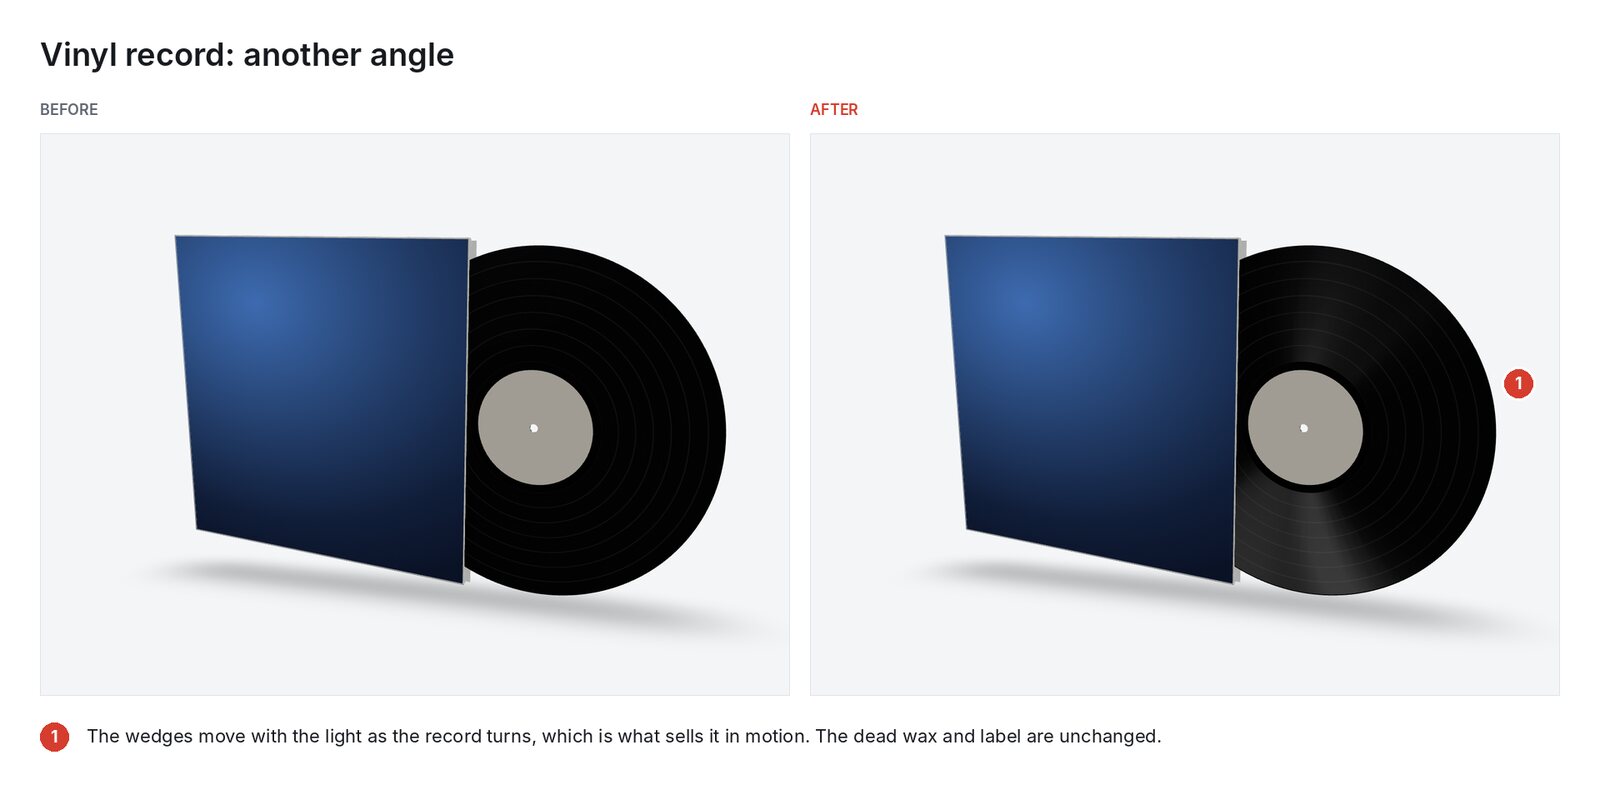 Vinyl record: another angle
BEFORE
AFTER
1
1 The wedges move with the light as the record turns, which is what sells it in motion. The dead wax and label are unchanged.